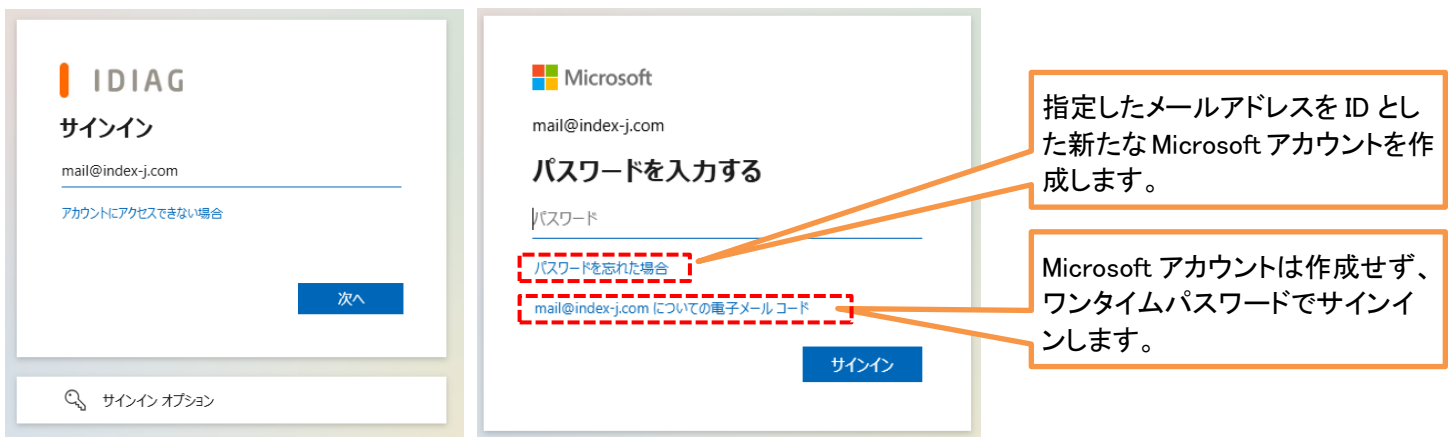 IDIAG
サインイン
mail@index-j.com
アカウントにアクセスできない場合
次へ
サインイン オプション
Microsoft
mail@index-j.com
パスワードを入力する
パスワード
パスワードを忘れた場合
mail@index-j.com についての電子メール コード
サインイン
指定したメールアドレスを ID とし
た新たな Microsoft アカウントを作
成します。
Microsoft アカウントは作成せず、
ワンタイムパスワードでサインイ
ンします。